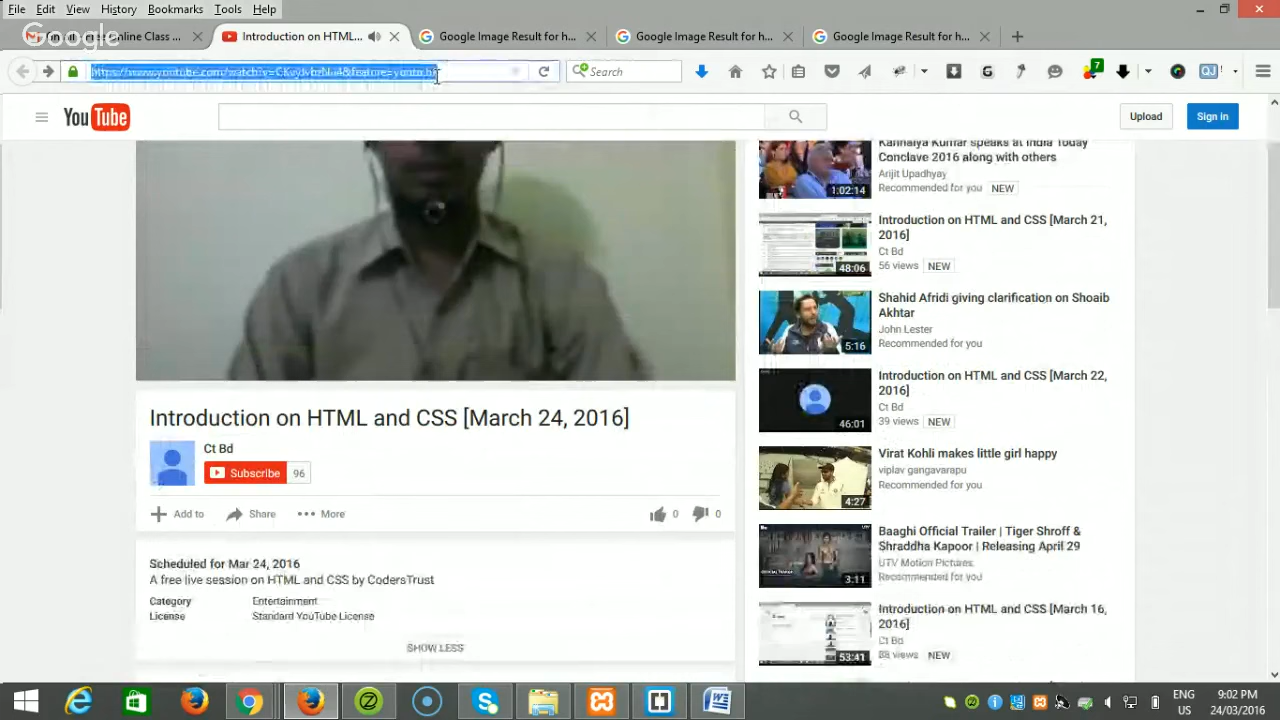 File Edit View History Bookmarks Tools Help
Google
Introduction on HTML...
Google Image Result for h...
Google Image Result for h...
Google Image Result for h...
Search
7
QJ
YouTube
Upload
Sign in
Kanhaiya Kumar speaks at India Today
Conclave 2016 along with others
Arijit Upadhyay
Recommended for you NEW
1:02:14
Introduction on HTML and CSS [March 21,
2016]
Ct Bd
56 views NEW
48:06
Shahid Afridi giving clarification on Shoaib
Akhtar
John Lester
Recommended for you
5:16
Introduction on HTML and CSS [March 22,
2016]
Ct Bd
39 views NEW
46:01
Virat Kohli makes little girl happy
viplav gangavarapu
Recommended for you
4:27
Baaghi Official Trailer | Tiger Shroff &
Shraddha Kapoor | Releasing April 29
UTV Motion Pictures
Recommended for you
3:11
Introduction on HTML and CSS [March 16,
2016]
Ct Bd
views NEW
53:41
Introduction on HTML and CSS [March 24, 2016]
Ct Bd
Subscribe 96
Add to Share More 0 0
Scheduled for Mar 24, 2016
A free live session on HTML and CSS by CodersTrust
Category Entertainment
License Standard YouTube License
SHOW LESS
ENG 9:02 PM
US 24/03/2016